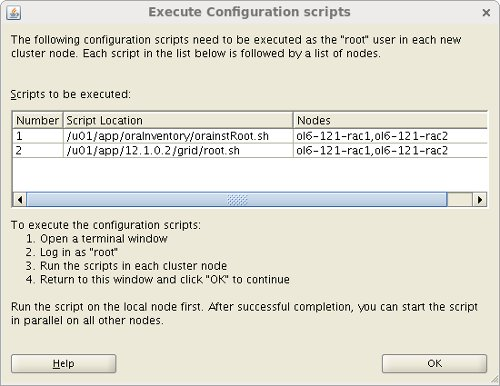 Execute Configuration scripts
The following configuration scripts need to be executed as the "root" user in each new
cluster node. Each script in the list below is followed by a list of nodes.
Scripts to be executed:
Number Script Location Nodes
1 /u01/app/oraInventory/orainstRoot.sh ol6-121-rac1,ol6-121-rac2
2 /u01/app/12.1.0.2/grid/root.sh ol6-121-rac1,ol6-121-rac2
To execute the configuration scripts:
1. Open a terminal window
2. Log in as "root"
3. Run the scripts in each cluster node
4. Return to this window and click "OK" to continue
Run the script on the local node first. After successful completion, you can start the script
in parallel on all other nodes.
Help OK